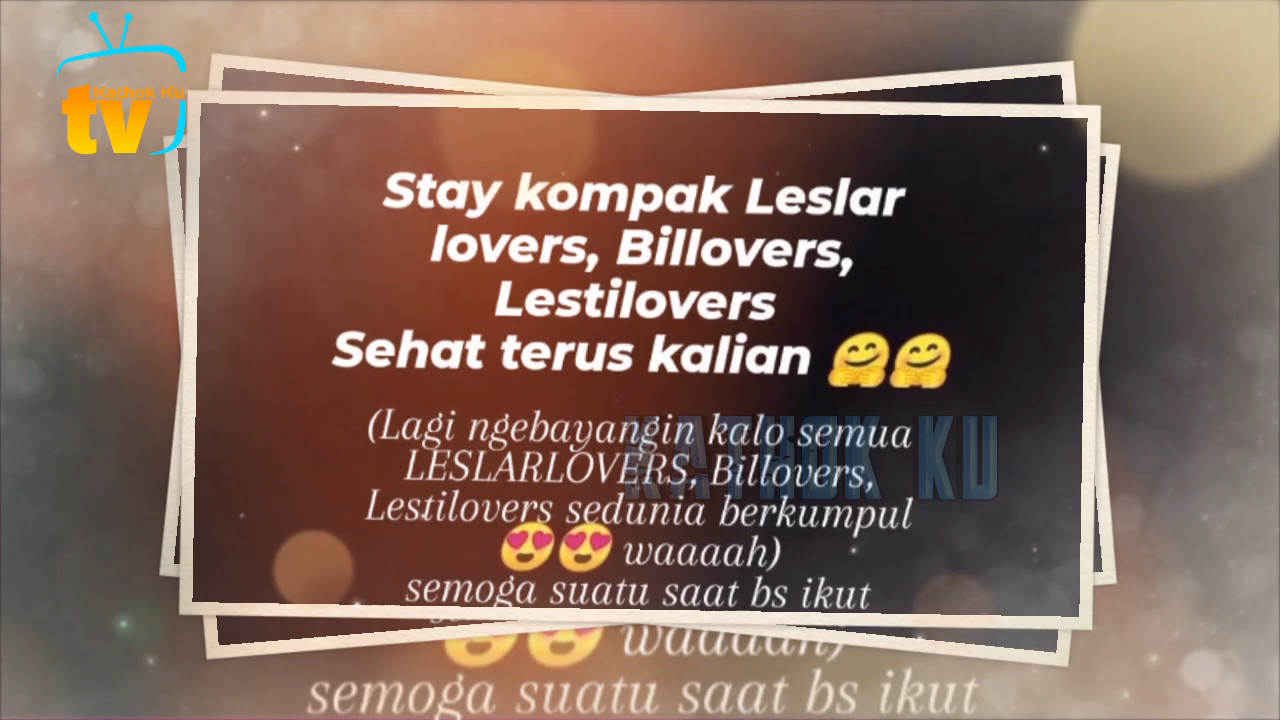 Kathok Ku
tv
Stay kompak Leslar
lovers, Billovers,
Lestilovers
Sehat terus kalian 🤗🤗
(Lagi ngebayangin kalo semua
LESLARLOVERS, Billovers,
Lestilovers sedunia berkumpul
😍😍 waaaah)
semoga suatu saat bs ikut
KATHOK KU
waaaah)
semoga suatu saat bs ikut